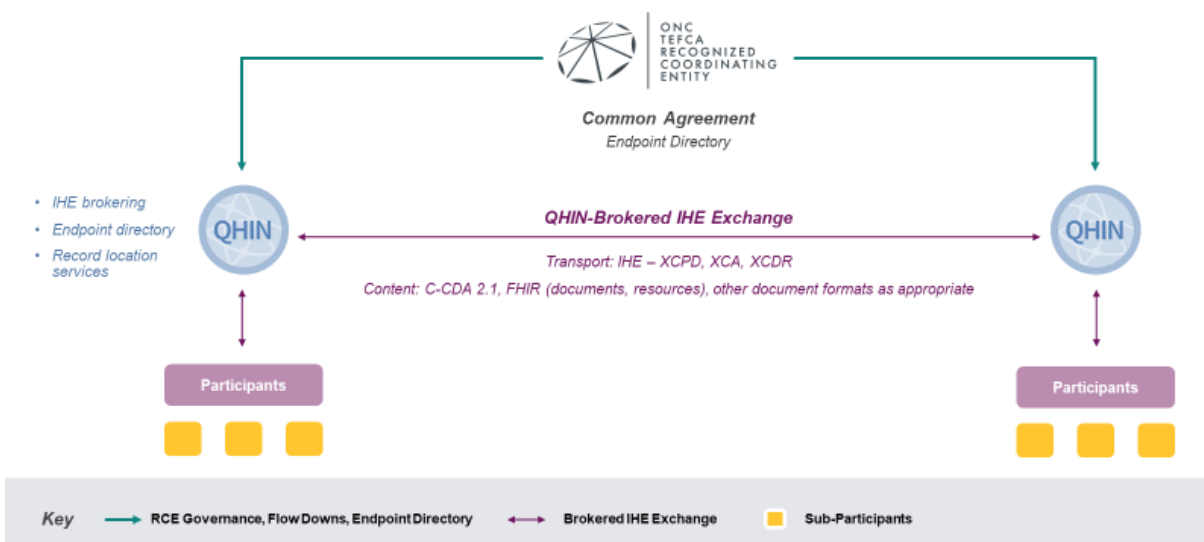 ONC
TEFCA
RECOGNIZED
COORDINATING
ENTITY
Common Agreement
Endpoint Directory
• IHE brokering
• Endpoint directory
• Record location
services
QHIN
QHIN-Brokered IHE Exchange
Transport: IHE – XCPD, XCA, XCDR
Content: C-CDA 2.1, FHIR (documents, resources), other document formats as appropriate
QHIN
Participants
Participants
Key
RCE Governance, Flow Downs, Endpoint Directory
Brokered IHE Exchange
Sub-Participants